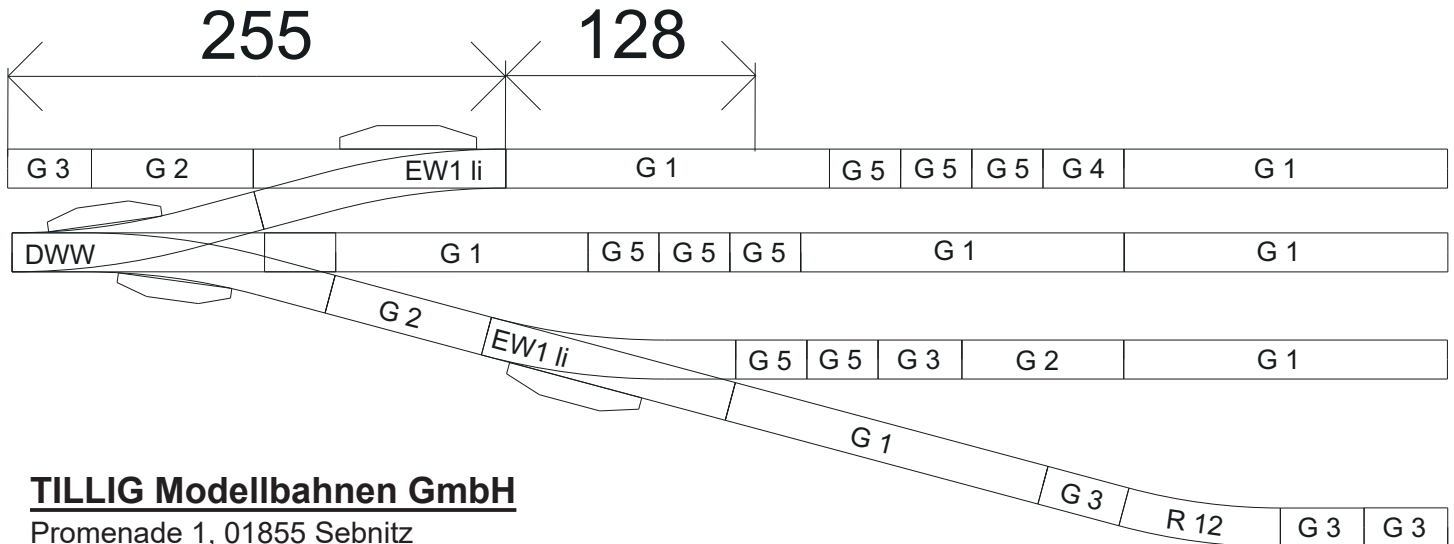 255 128
G 3 G 2 EW1 li G 1 G 5 G 5 G 5 G 4 G 1
DWW G 1 G 5 G 5 G 5 G 1 G 1
G 2 EW1 li G 5 G 5 G 3 G 2 G 1
G 1
G 3 R 12 G 3 G 3
TILLIG Modellbahnen GmbH
Promenade 1, 01855 Sebnitz